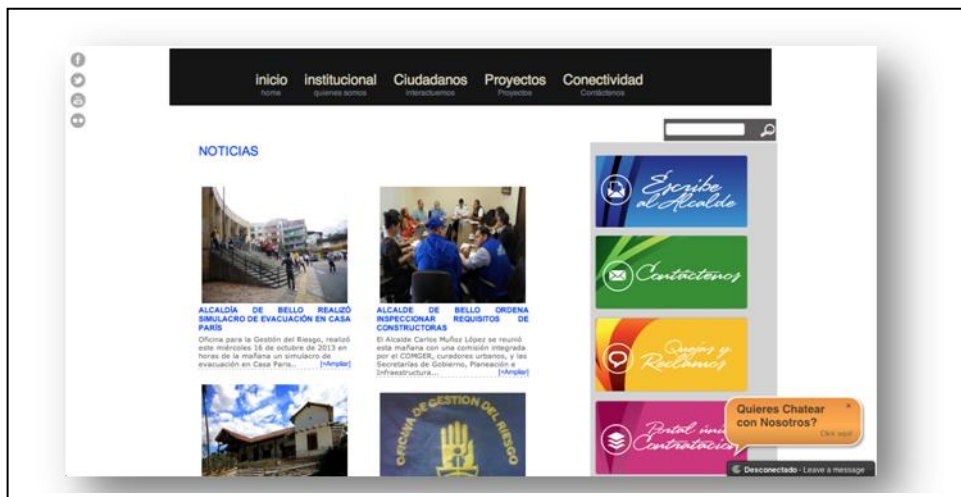 inicio institucional Ciudadanos Proyectos Conectividad
home quienes somos interactuemos Proyectos Contáctenos
NOTICIAS
Escribe
al Alcalde
Contáctenos
Quejas y
Reclamos
Portal únic
Contratació
ALCALDÍA DE BELLO REALIZÓ
SIMULACRO DE EVACUACIÓN EN CASA
PARÍS
Oficina para la Gestión del Riesgo, realizó
este miércoles 16 de octubre de 2013 en
horas de la mañana un simulacro de
evacuación en Casa París... [+Ampliar]
ALCALDE DE BELLO ORDENA
INSPECCIONAR REQUISITOS DE
CONSTRUCTORAS
El Alcalde Carlos Muñoz López se reunió
esta mañana con una comisión integrada
por el COMGER, curadores urbanos, y las
Secretarías de Gobierno, Planeación e
Infraestructura... [+Ampliar]
OFICINA DE GESTION DEL RIESGO
Quieres Chatear ×
con Nosotros?
Click aquí
Desconectado - Leave a message